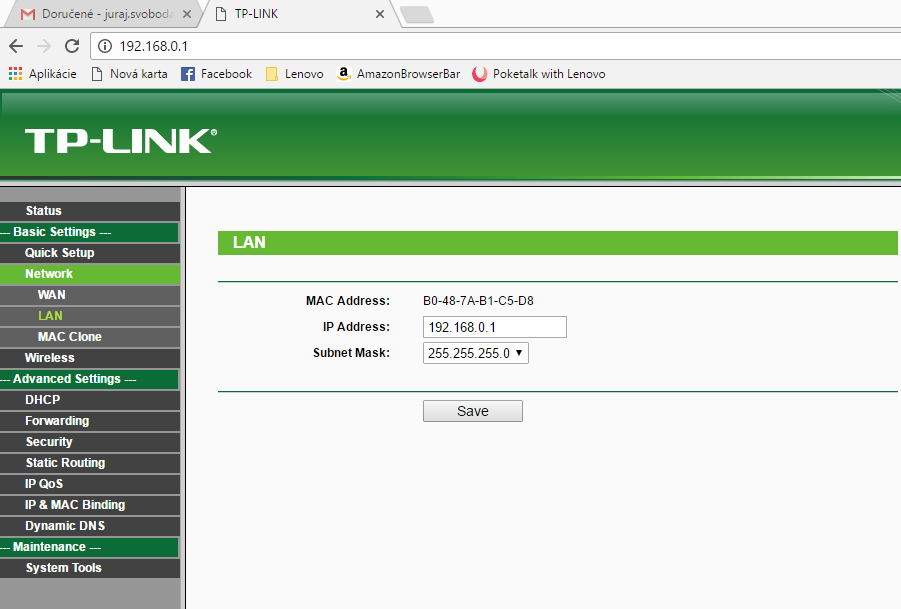 Doručené - juraj.svoboda
TP-LINK
192.168.0.1
Aplikácie
Nová karta
Facebook
Lenovo
AmazonBrowserBar
Poketalk with Lenovo
TP-LINK®
Status
--- Basic Settings ---
Quick Setup
Network
WAN
LAN
MAC Clone
Wireless
--- Advanced Settings ---
DHCP
Forwarding
Security
Static Routing
IP QoS
IP & MAC Binding
Dynamic DNS
--- Maintenance ---
System Tools
LAN
MAC Address: B0-48-7A-B1-C5-D8
IP Address: 192.168.0.1
Subnet Mask: 255.255.255.0
Save